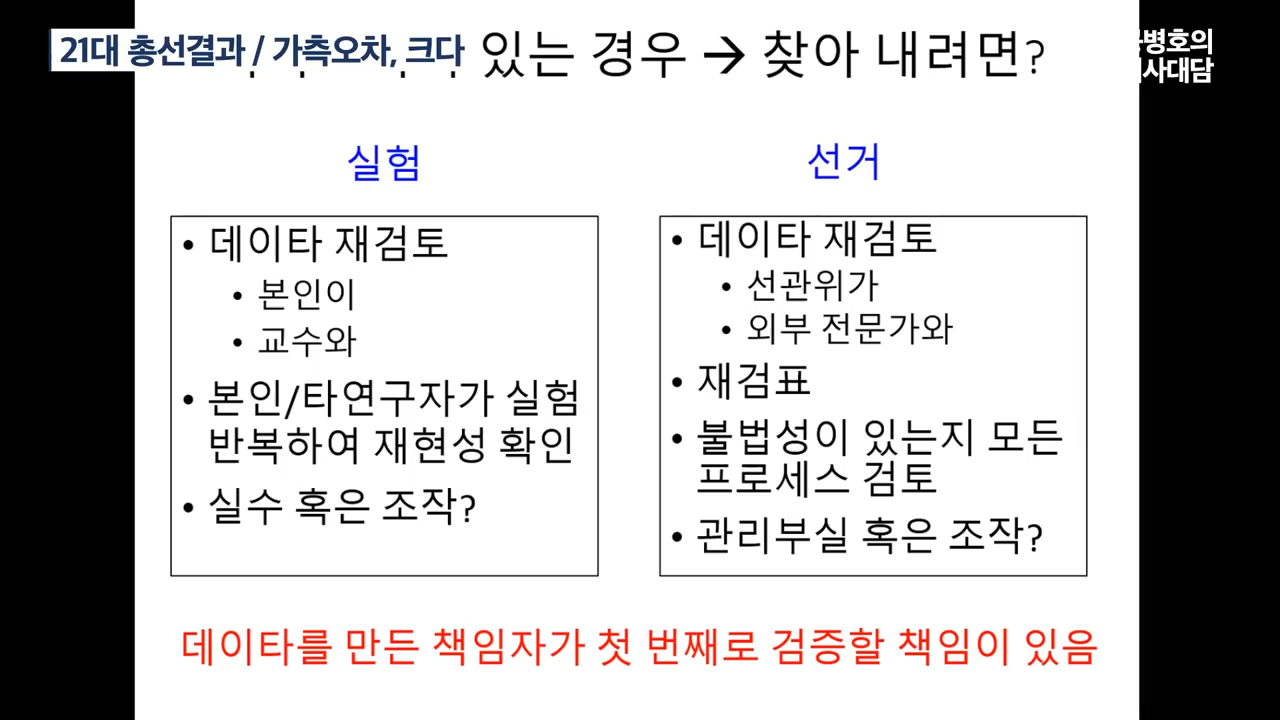 21대 총선결과 / 가측오차, 크다
있는 경우 → 찾아 내려면?
병호의
사대담
실험
• 데이타 재검토
• 본인이
• 교수와
• 본인/타연구자가 실험
반복하여 재현성 확인
• 실수 혹은 조작?
선거
• 데이타 재검토
• 선관위가
• 외부 전문가와
• 재검표
• 불법성이 있는지 모든
프로세스 검토
• 관리부실 혹은 조작?
데이타를 만든 책임자가 첫 번째로 검증할 책임이 있음